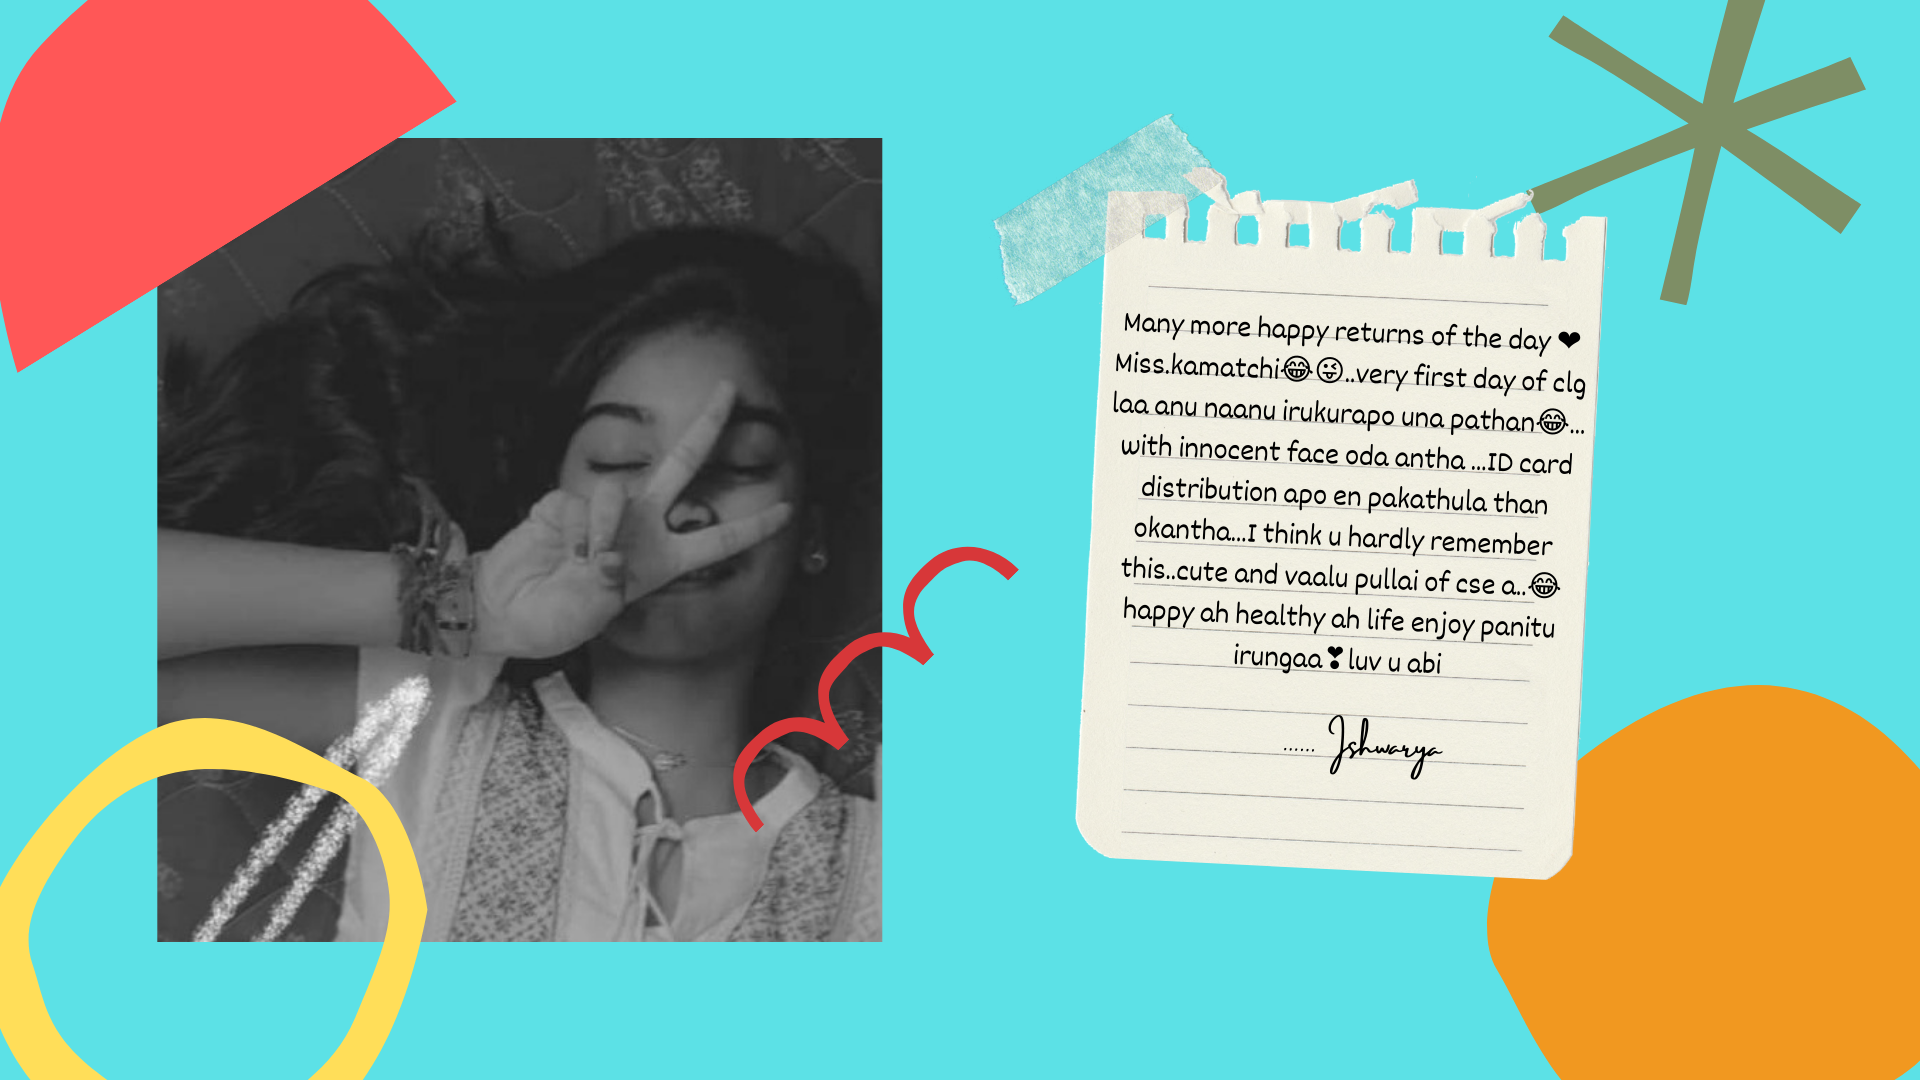 Many more happy returns of the day ❤
Miss.kamatchi😂😜..very first day of clg
laa anu naanu irukurapo una pathan😂...
with innocent face oda antha ...ID card
distribution apo en pakathula than
okantha...I think u hardly remember
this..cute and vaalu pullai of cse a..😂
happy ah healthy ah life enjoy panitu
irungaa❣luv u abi
...... Ishwarya